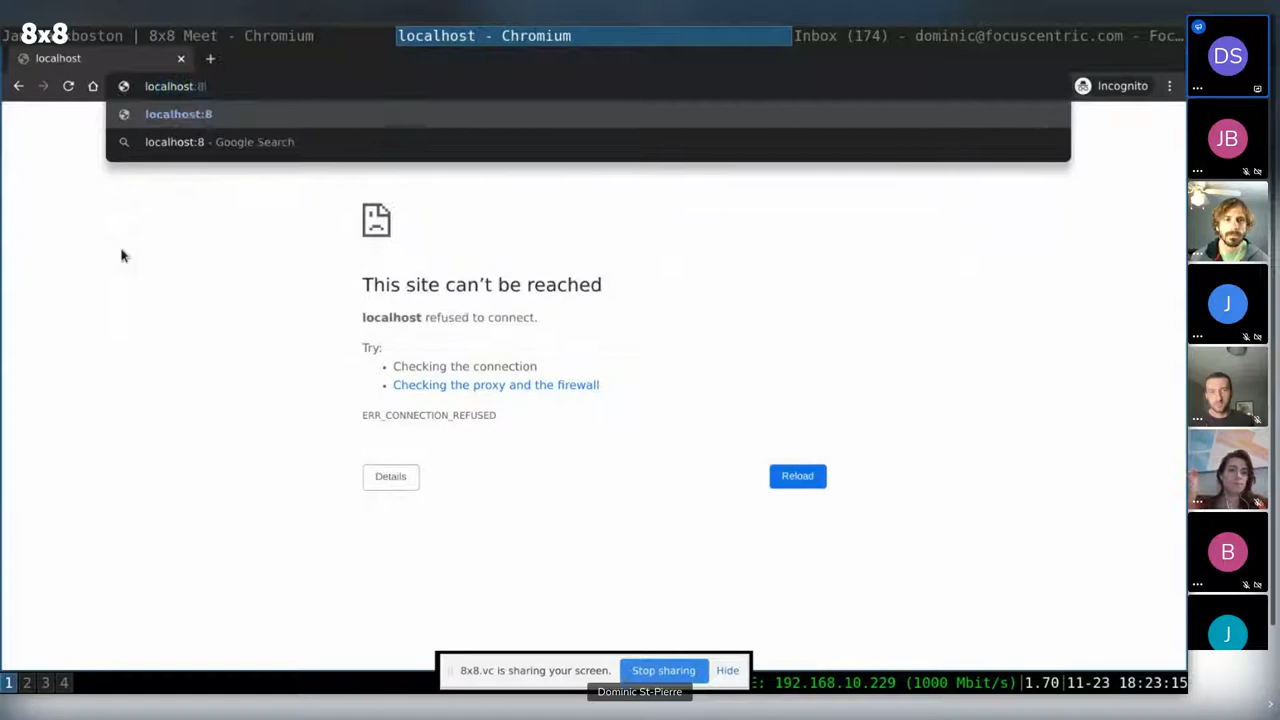 8x8
boston | 8x8 Meet - Chromium
localhost - Chromium
Inbox (174) - dominic@focuscentric.com - Foc…
localhost
localhost:8
Incognito
localhost:8
localhost:8 - Google Search
This site can’t be reached
localhost refused to connect.
Try:
• Checking the connection
• Checking the proxy and the firewall
ERR_CONNECTION_REFUSED
Details
Reload
DS
JB
J
B
J
8x8.vc is sharing your screen.
Stop sharing
Hide
1 2 3 4
E: 192.168.10.229 (1000 Mbit/s)|1.70|11-23 18:23:15
Dominic St-Pierre